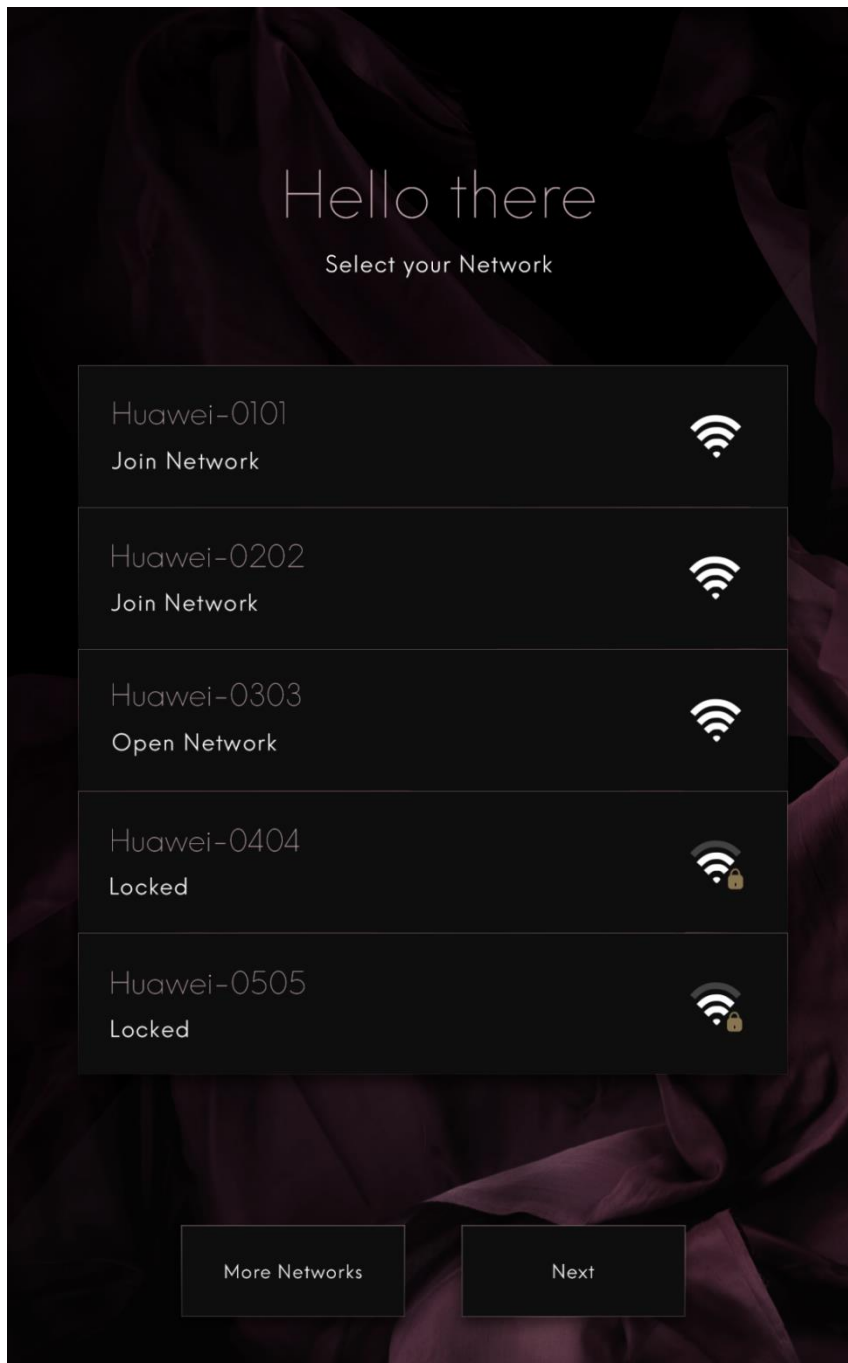 Hello there
Select your Network
Huawei-0101
Join Network
Huawei-0202
Join Network
Huawei-0303
Open Network
Huawei-0404
Locked
Huawei-0505
Locked
More Networks
Next